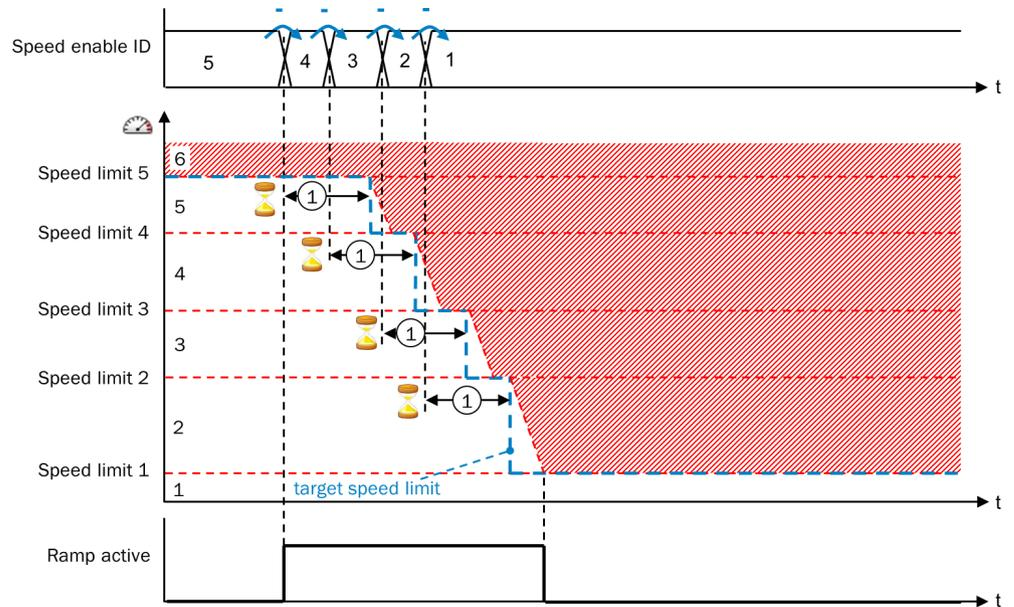 Speed enable ID
5 4 3 2 1
t
6
Speed limit 5
1
5
Speed limit 4
1
4
Speed limit 3
1
3
Speed limit 2
1
2
Speed limit 1
target speed limit
1
t
Ramp active
t